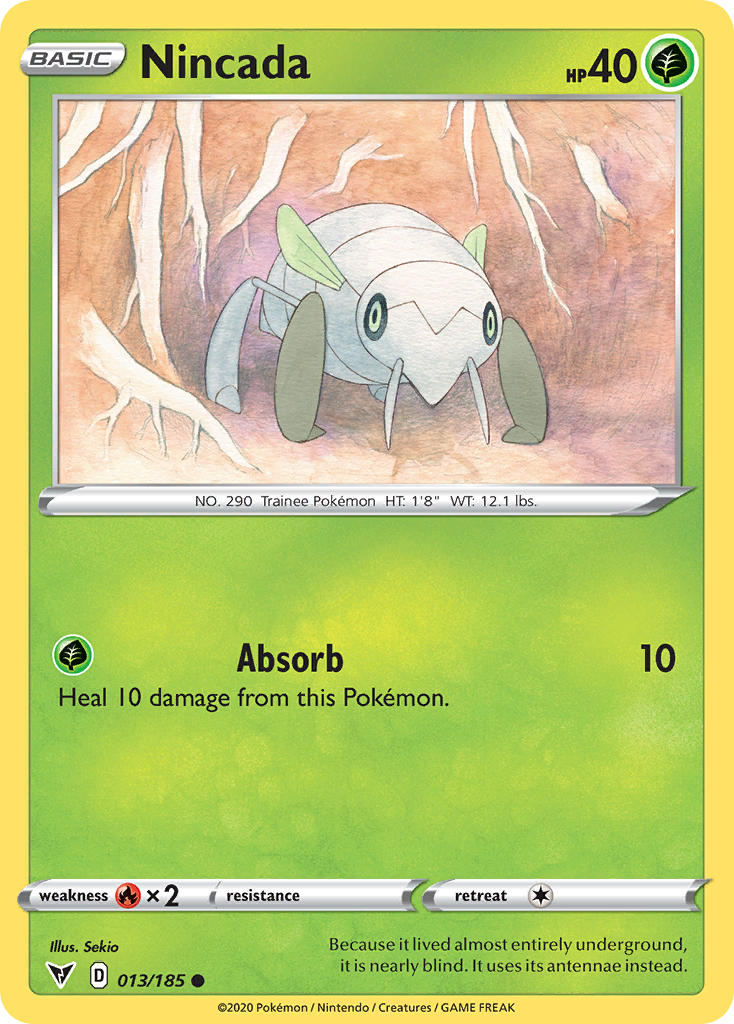 BASIC Nincada HP40
NO. 290 Trainee Pokémon HT: 1'8" WT: 12.1 lbs.
Absorb 10
Heal 10 damage from this Pokémon.
weakness ×2 resistance retreat
Illus. Sekio
Because it lived almost entirely underground,
it is nearly blind. It uses its antennae instead.
D 013/185
©2020 Pokémon / Nintendo / Creatures / GAME FREAK